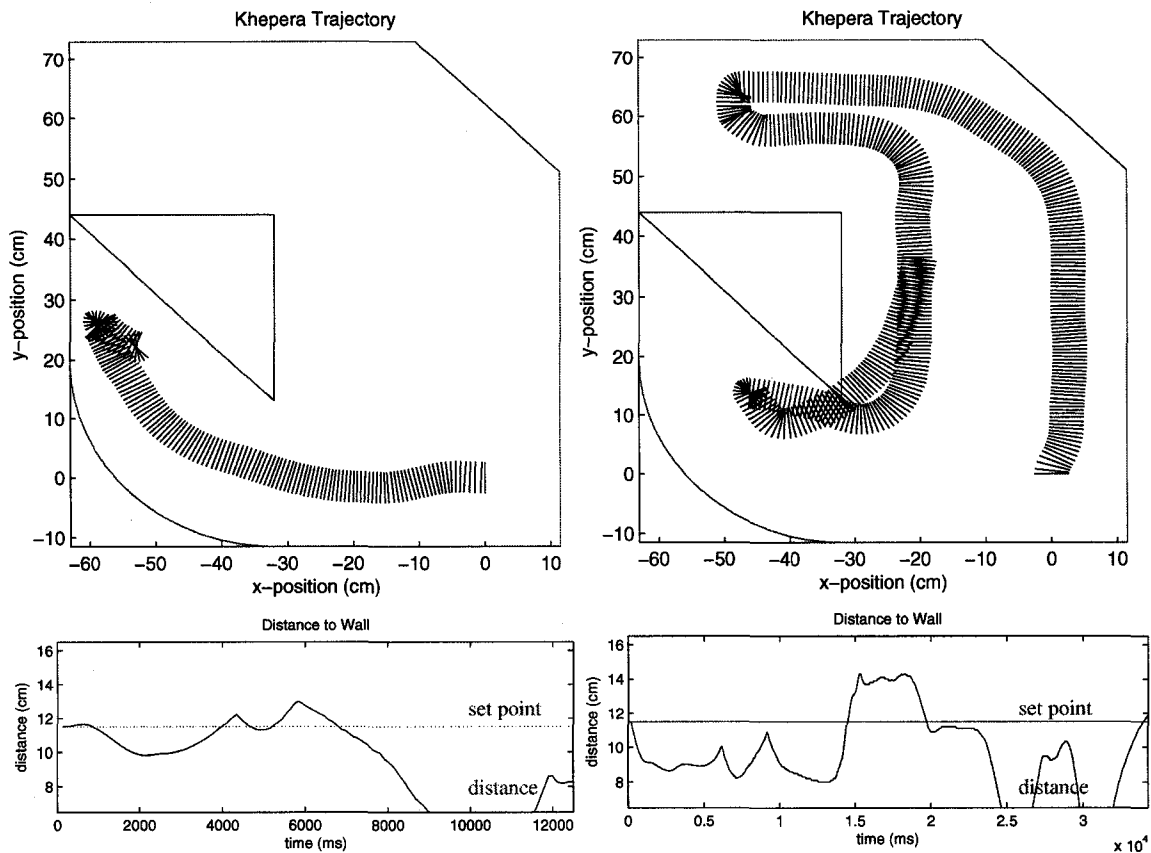 Khepera Trajectory
70
60
50
40
30
20
10
0
−10
y−position (cm)
−60 −50 −40 −30 −20 −10 0
x−position (cm)
Khepera Trajectory
70
60
50
40
30
20
10
0
−10
y−position (cm)
−60 −50 −40 −30 −20 −10 0 10
x−position (cm)
Distance to Wall
16
14
12
10
8
distance (cm)
set point
distance
0 2000 4000 6000 8000 10000 12000
time (ms)
Distance to Wall
16
14
12
10
8
distance (cm)
set point
distance
0 0.5 1 1.5 2 2.5 3
time (ms)
x 10^4